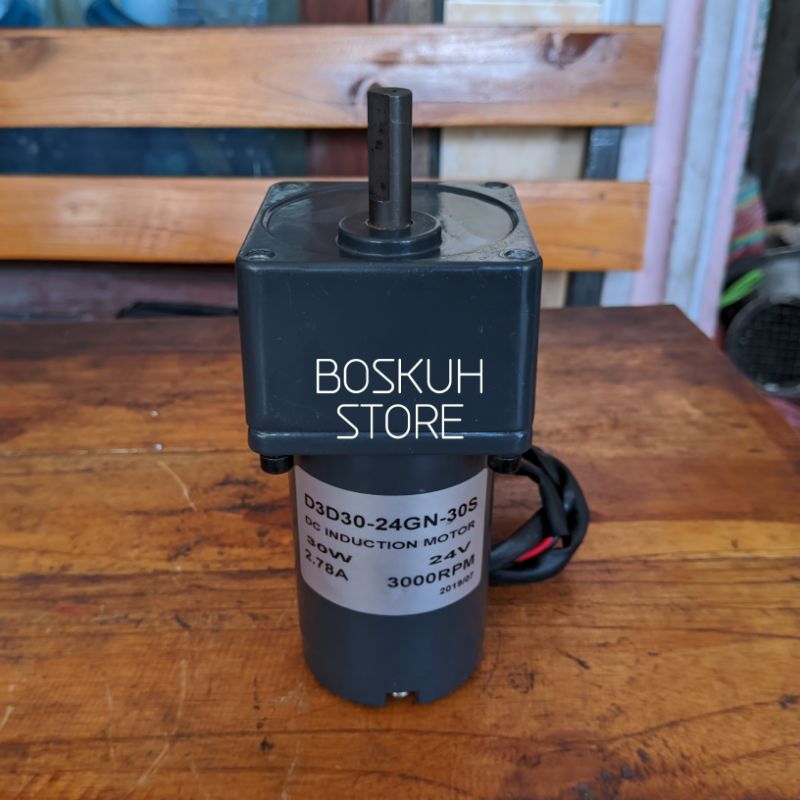 BOSKUH
STORE
D3D30-24GN-30S
DC INDUCTION MOTOR
30W 24V
2.78A 3000RPM
2019/07